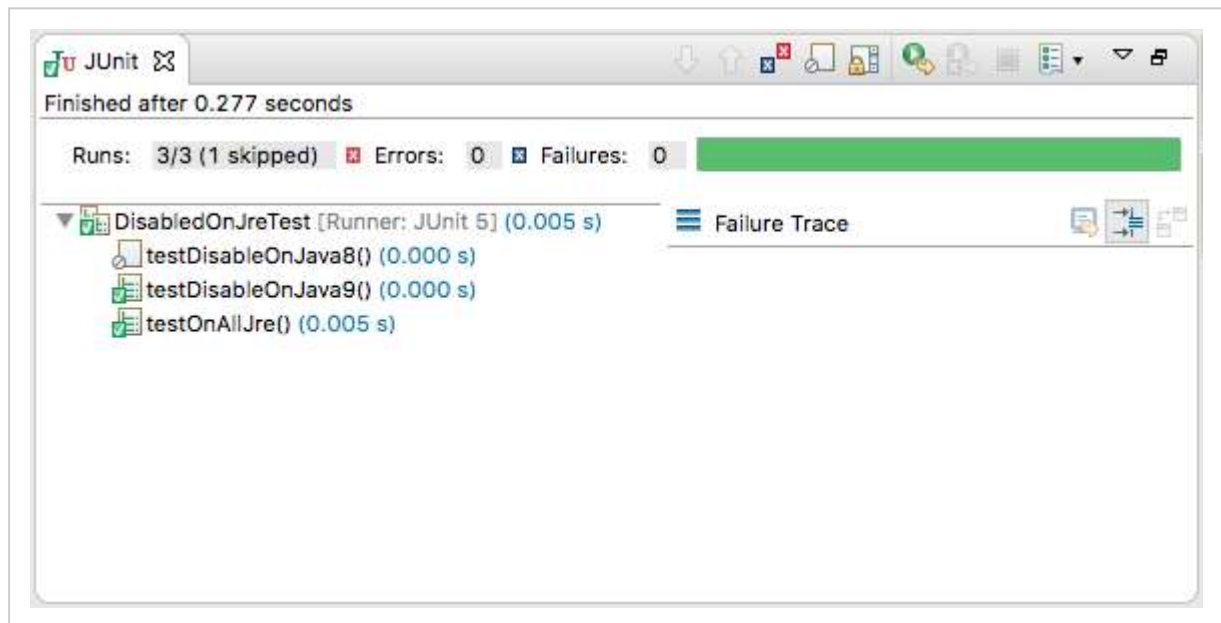 JUnit
Finished after 0.277 seconds
Runs: 3/3 (1 skipped) Errors: 0 Failures: 0
DisabledOnJreTest [Runner: JUnit 5] (0.005 s)
Failure Trace
testDisableOnJava8() (0.000 s)
testDisableOnJava9() (0.000 s)
testOnAllJre() (0.005 s)